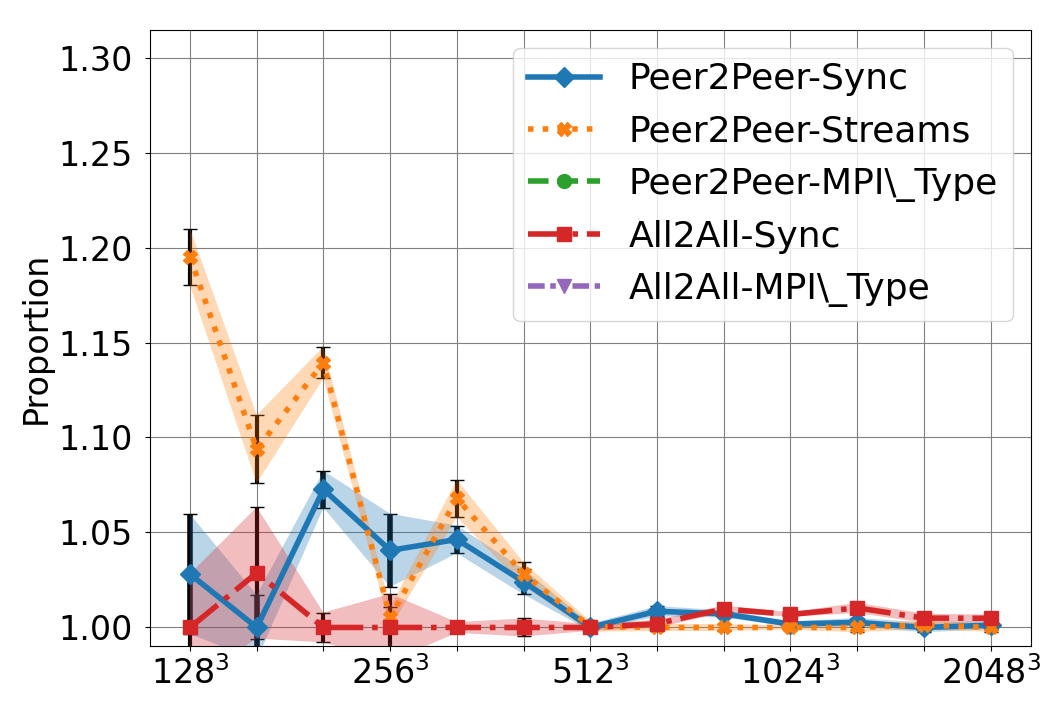 1.30
1.25
1.20
1.15
1.10
1.05
1.00
Proportion
Peer2Peer-Sync
Peer2Peer-Streams
Peer2Peer-MPI\_Type
All2All-Sync
All2All-MPI\_Type
128³ 256³ 512³ 1024³ 2048³